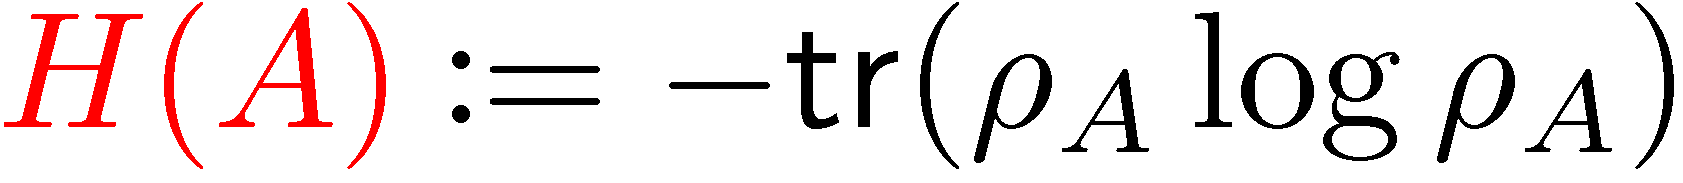 H(A) := −tr(ρ_A log ρ_A)